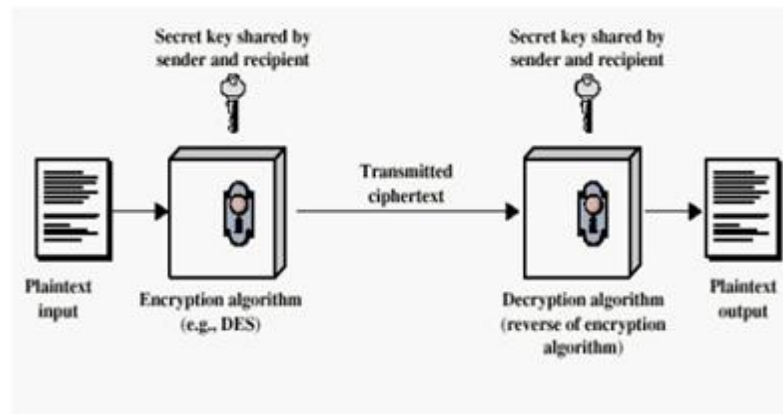 Secret key shared by
sender and recipient
Secret key shared by
sender and recipient
Transmitted
ciphertext
Plaintext
input
Encryption algorithm
(e.g., DES)
Decryption algorithm
(reverse of encryption
algorithm)
Plaintext
output